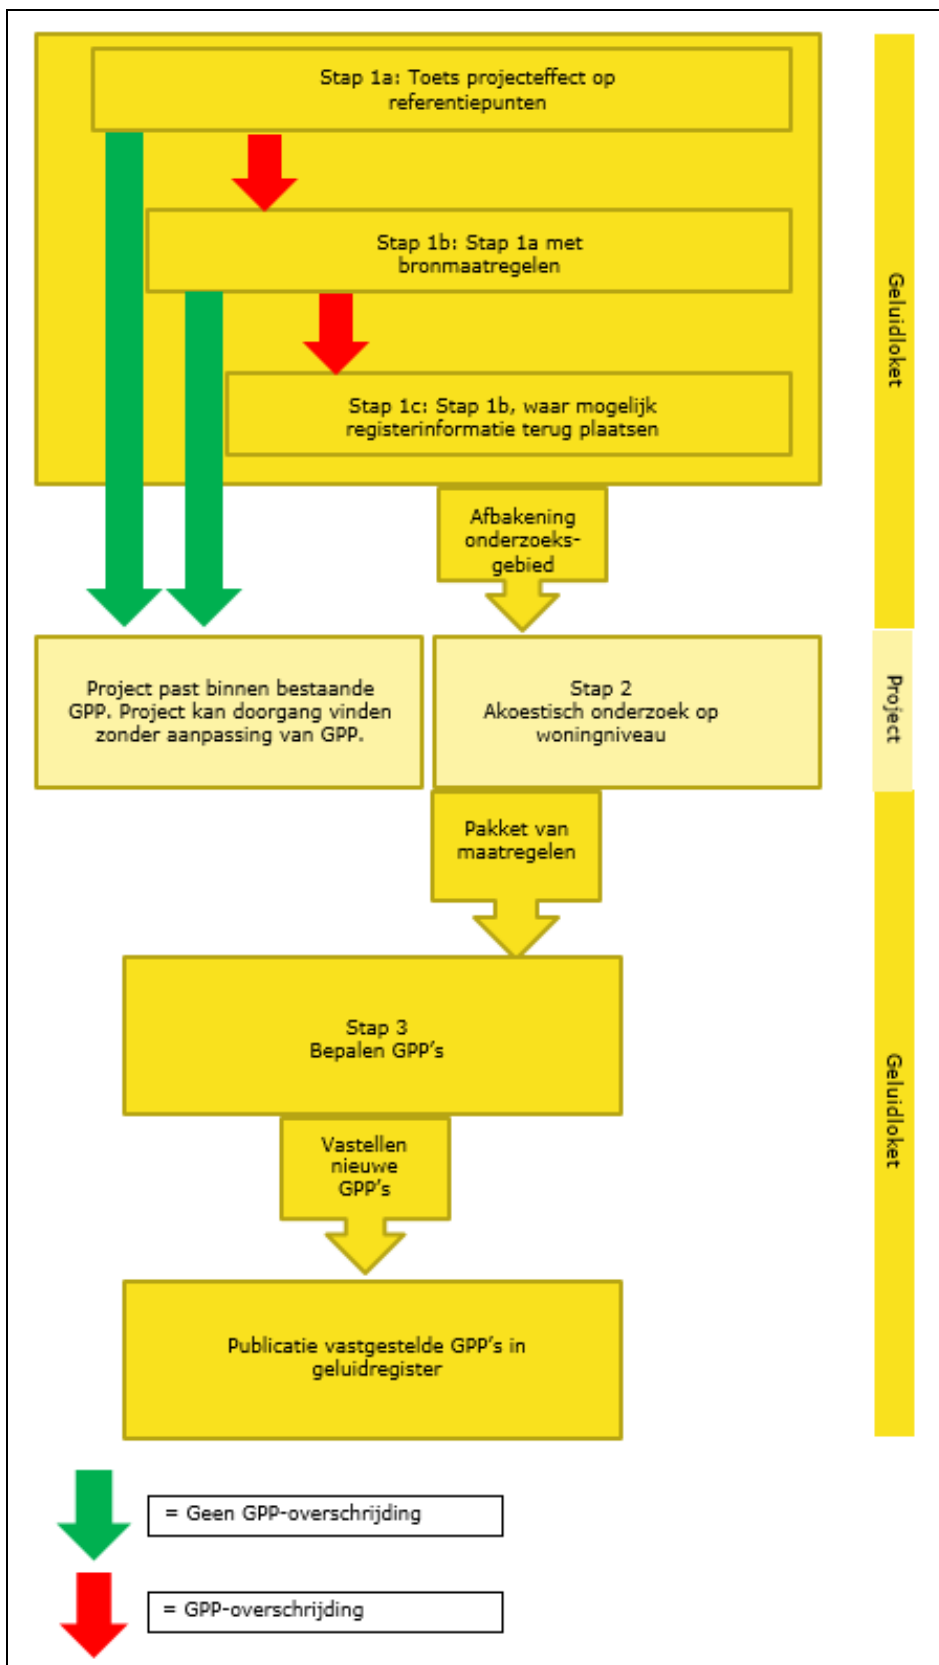 Stap 1a: Toets projecteffect op
referentiepunten
Stap 1b: Stap 1a met
bronmaatregelen
Stap 1c: Stap 1b, waar mogelijk
registerinformatie terug plaatsen
Geluidloket
Afbakening
onderzoeks-
gebied
Project past binnen bestaande
GPP. Project kan doorgang vinden
zonder aanpassing van GPP.
Stap 2
Akoestisch onderzoek op
woningniveau
Project
Pakket van
maatregelen
Stap 3
Bepalen GPP's
Geluidloket
Vastellen
nieuwe
GPP's
Publicatie vastgestelde GPP's in
geluidregister
= Geen GPP-overschrijding
= GPP-overschrijding